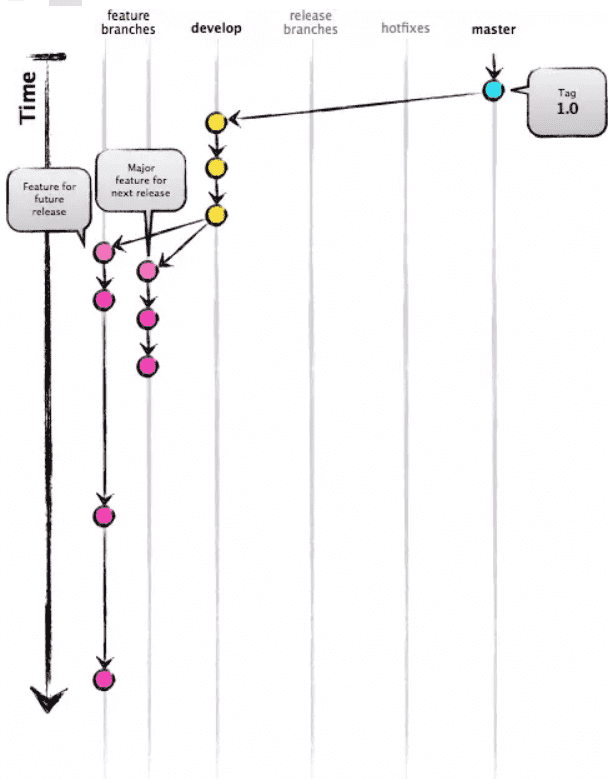 feature
branches
develop
release
branches
hotfixes
master
Time
Tag
1.0
Major
feature for
next release
Feature for
future
release